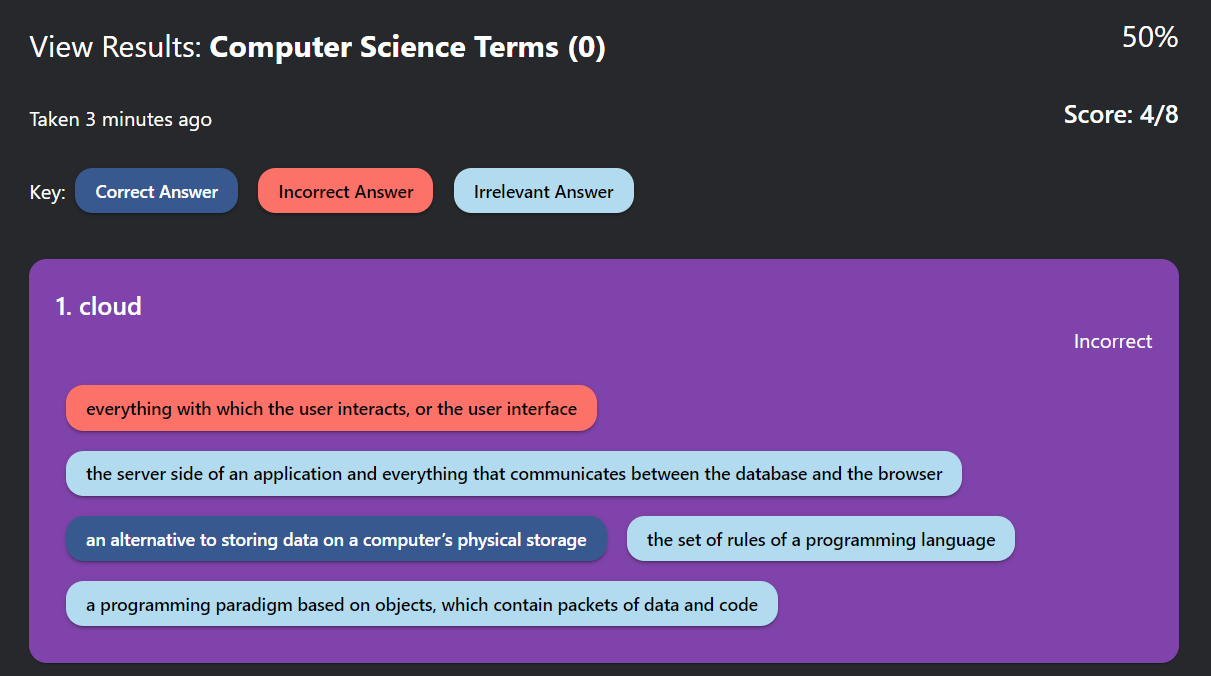 View Results: Computer Science Terms (0)
50%
Taken 3 minutes ago
Score: 4/8
Key:
Correct Answer
Incorrect Answer
Irrelevant Answer
1. cloud
Incorrect
everything with which the user interacts, or the user interface
the server side of an application and everything that communicates between the database and the browser
an alternative to storing data on a computer’s physical storage
the set of rules of a programming language
a programming paradigm based on objects, which contain packets of data and code